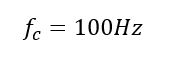 f_c = 100Hz